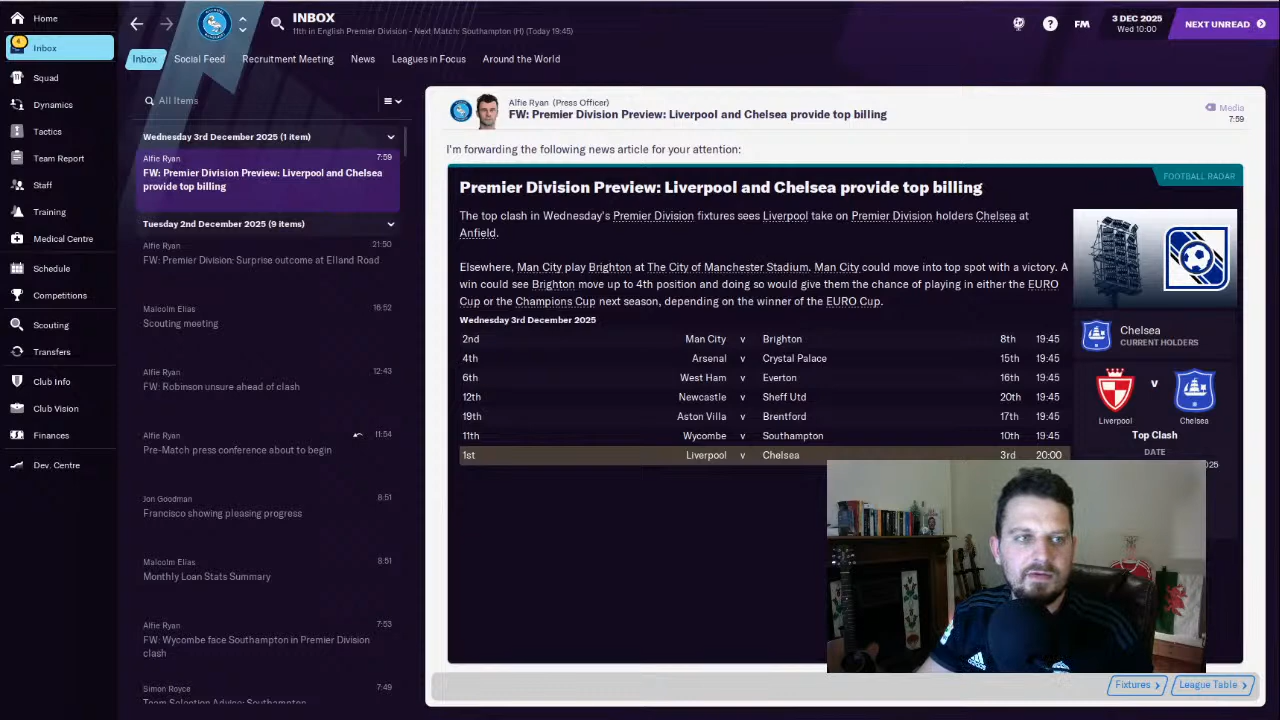 Home
INBOX
11th in English Premier Division - Next Match: Southampton (H) (Today 19:45)
FM
3 DEC 2025
Wed 10:00
NEXT UNREAD
4
Inbox
Squad
Dynamics
Tactics
Team Report
Staff
Training
Medical Centre
Schedule
Competitions
Scouting
Transfers
Club Info
Club Vision
Finances
Dev. Centre
Inbox Social Feed Recruitment Meeting News Leagues in Focus Around the World
All Items
Wednesday 3rd December 2025 (1 item)
Alfie Ryan 7:59
FW: Premier Division Preview: Liverpool and Chelsea
provide top billing
Tuesday 2nd December 2025 (9 items)
Alfie Ryan 21:50
FW: Premier Division: Surprise outcome at Elland Road
Malcolm Elias 16:52
Scouting meeting
Alfie Ryan 12:43
FW: Robinson unsure ahead of clash
Alfie Ryan 11:54
Pre-Match press conference about to begin
Jon Goodman 8:51
Francisco showing pleasing progress
Malcolm Elias 8:51
Monthly Loan Stats Summary
Alfie Ryan 7:53
FW: Wycombe face Southampton in Premier Division
clash
Simon Royce 7:49
Team Selection Advice: Southampton
Alfie Ryan (Press Officer)
FW: Premier Division Preview: Liverpool and Chelsea provide top billing
Media
7:59
I'm forwarding the following news article for your attention:
FOOTBALL RADAR
Premier Division Preview: Liverpool and Chelsea provide top billing
The top clash in Wednesday's Premier Division fixtures sees Liverpool take on Premier Division holders Chelsea at
Anfield.
Elsewhere, Man City play Brighton at The City of Manchester Stadium. Man City could move into top spot with a victory. A
win could see Brighton move up to 4th position and doing so would give them the chance of playing in either the EURO
Cup or the Champions Cup next season, depending on the winner of the EURO Cup.
Wednesday 3rd December 2025
2nd Man City v Brighton 8th 19:45
4th Arsenal v Crystal Palace 15th 19:45
6th West Ham v Everton 16th 19:45
12th Newcastle v Sheff Utd 20th 19:45
19th Aston Villa v Brentford 17th 19:45
11th Wycombe v Southampton 10th 19:45
1st Liverpool v Chelsea 3rd 20:00
Chelsea
CURRENT HOLDERS
v
Liverpool Chelsea
Top Clash
DATE
025
Fixtures
League Table